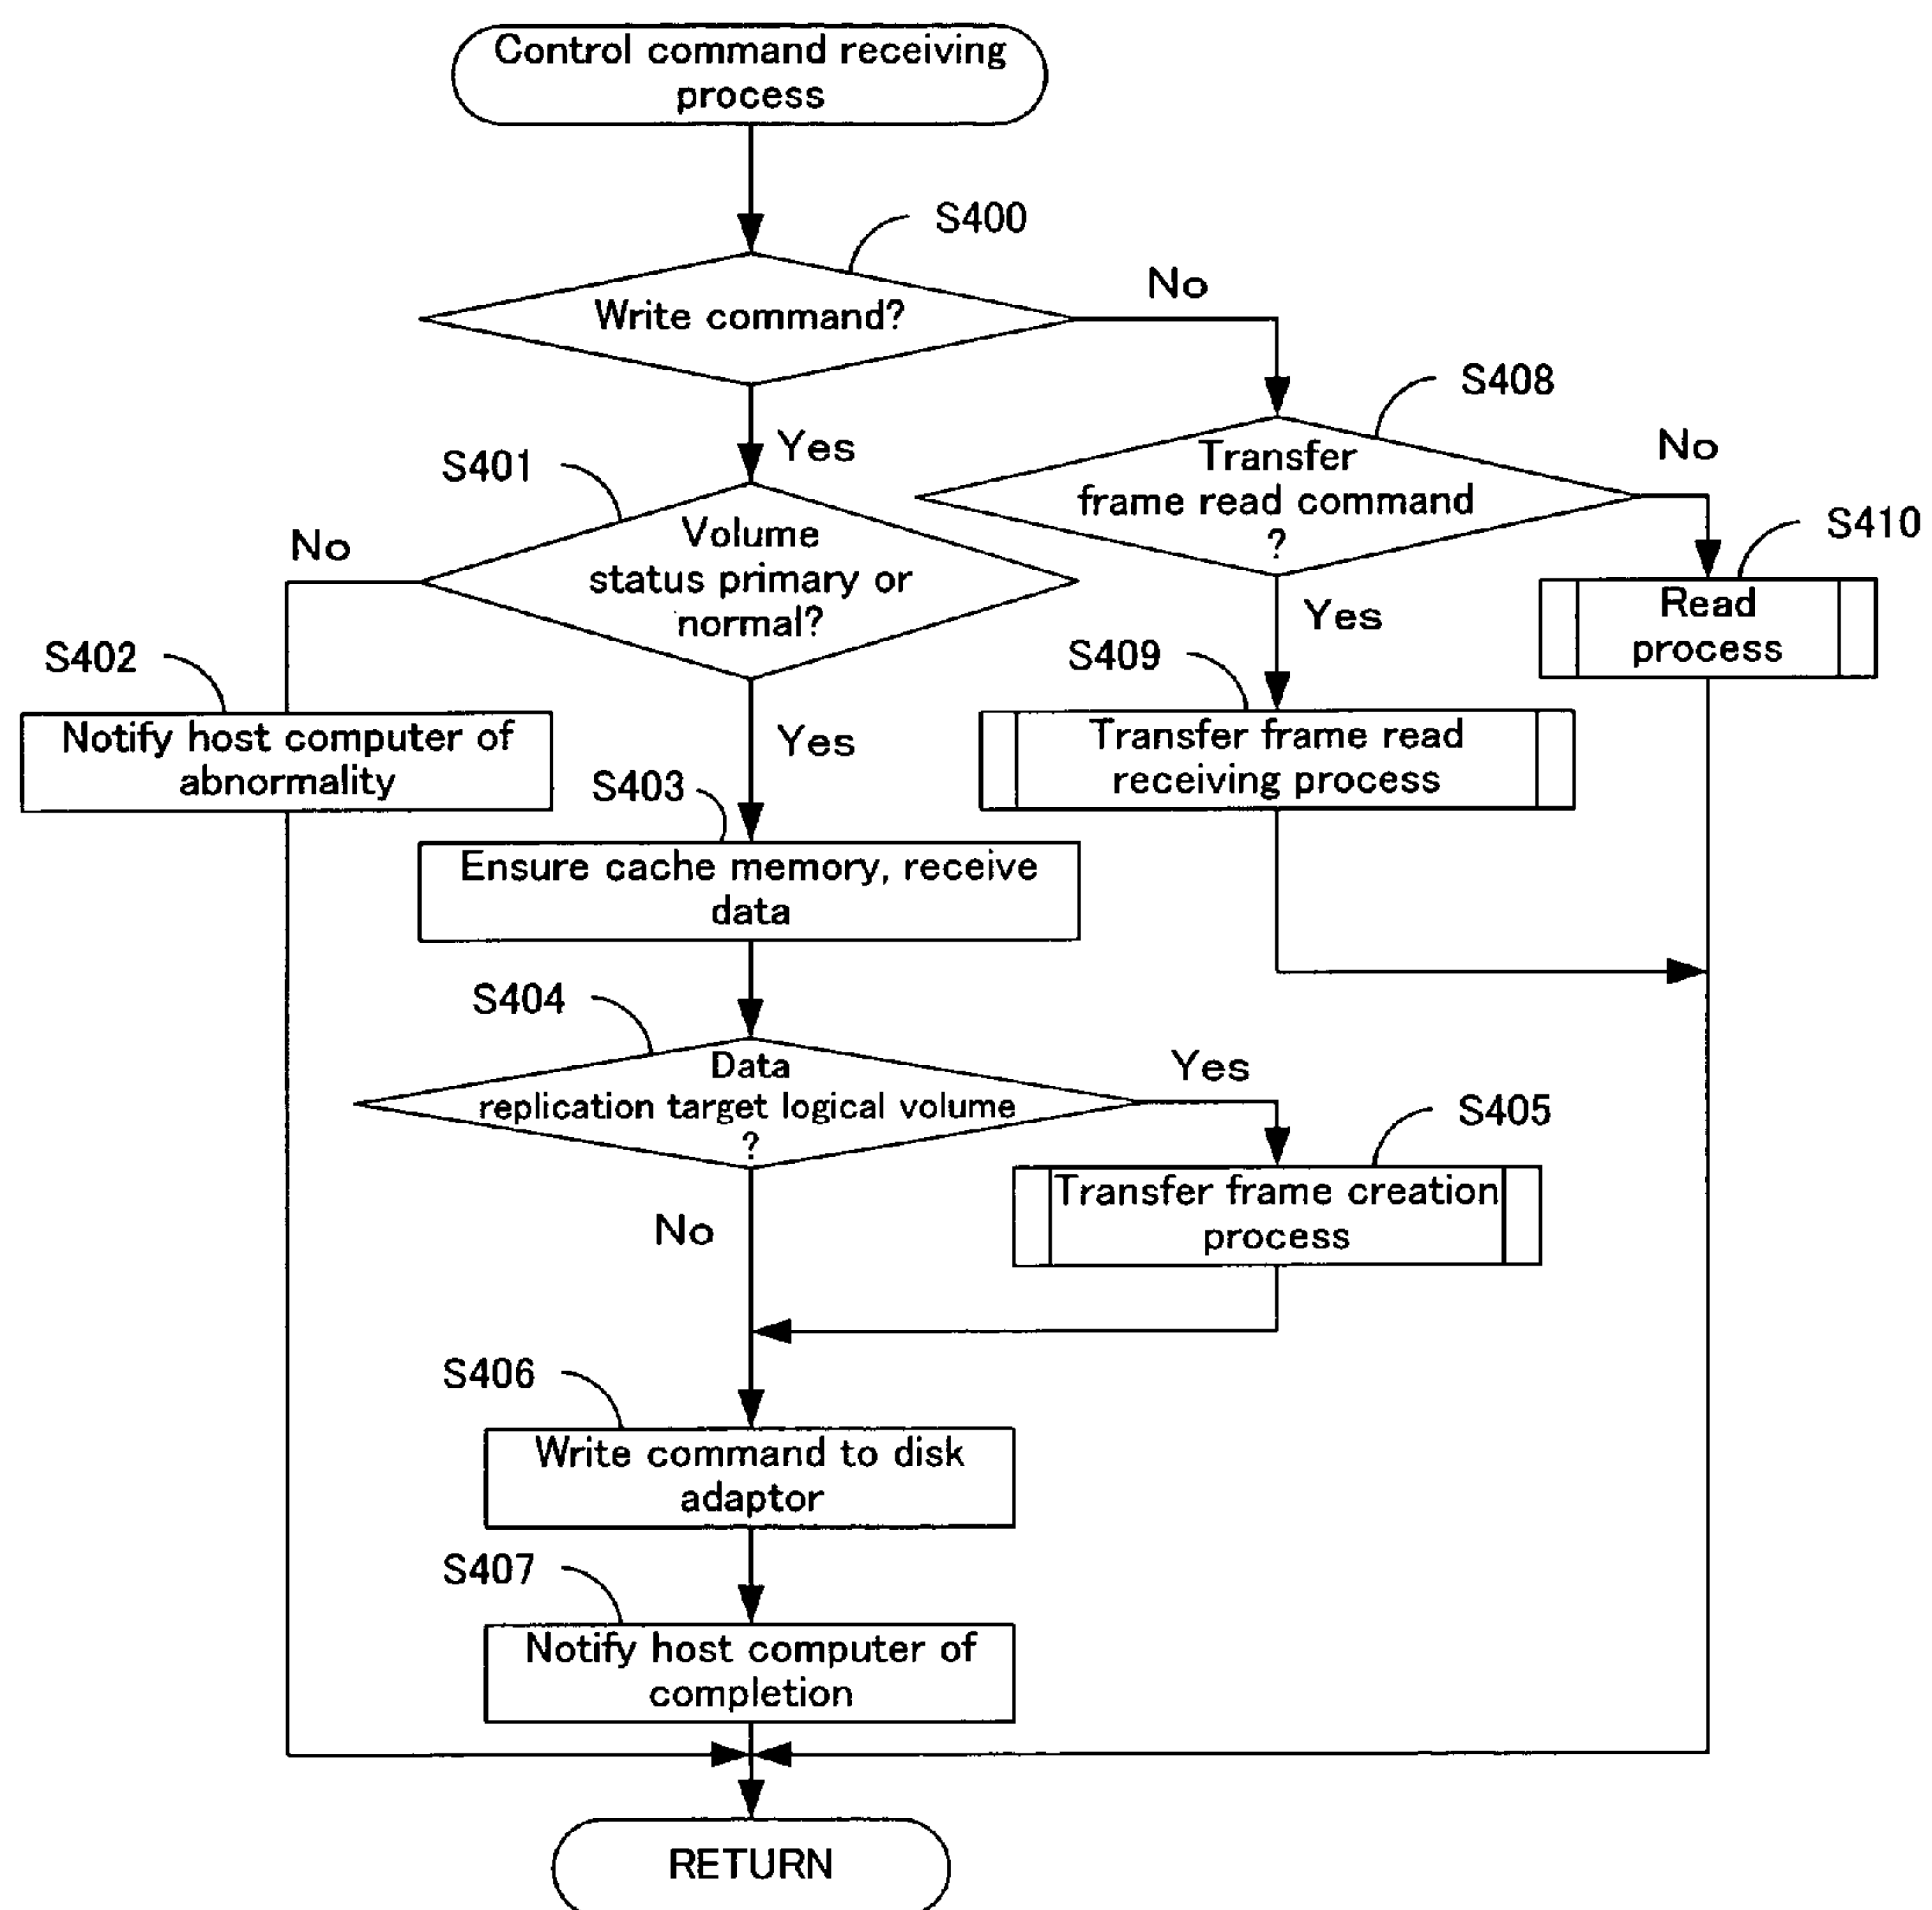 Control command receiving
process
S400
Write command?
No
S408
Yes
Transfer
frame read command
?
No
S401
Volume
status primary or
normal?
No
S410
Read
process
Yes
S402
Notify host computer of
abnormality
Yes
S409
Transfer frame read
receiving process
S403
Ensure cache memory, receive
data
S404
Data
replication target logical volume
?
Yes
S405
Transfer frame creation
process
No
S406
Write command to disk
adaptor
S407
Notify host computer of
completion
RETURN